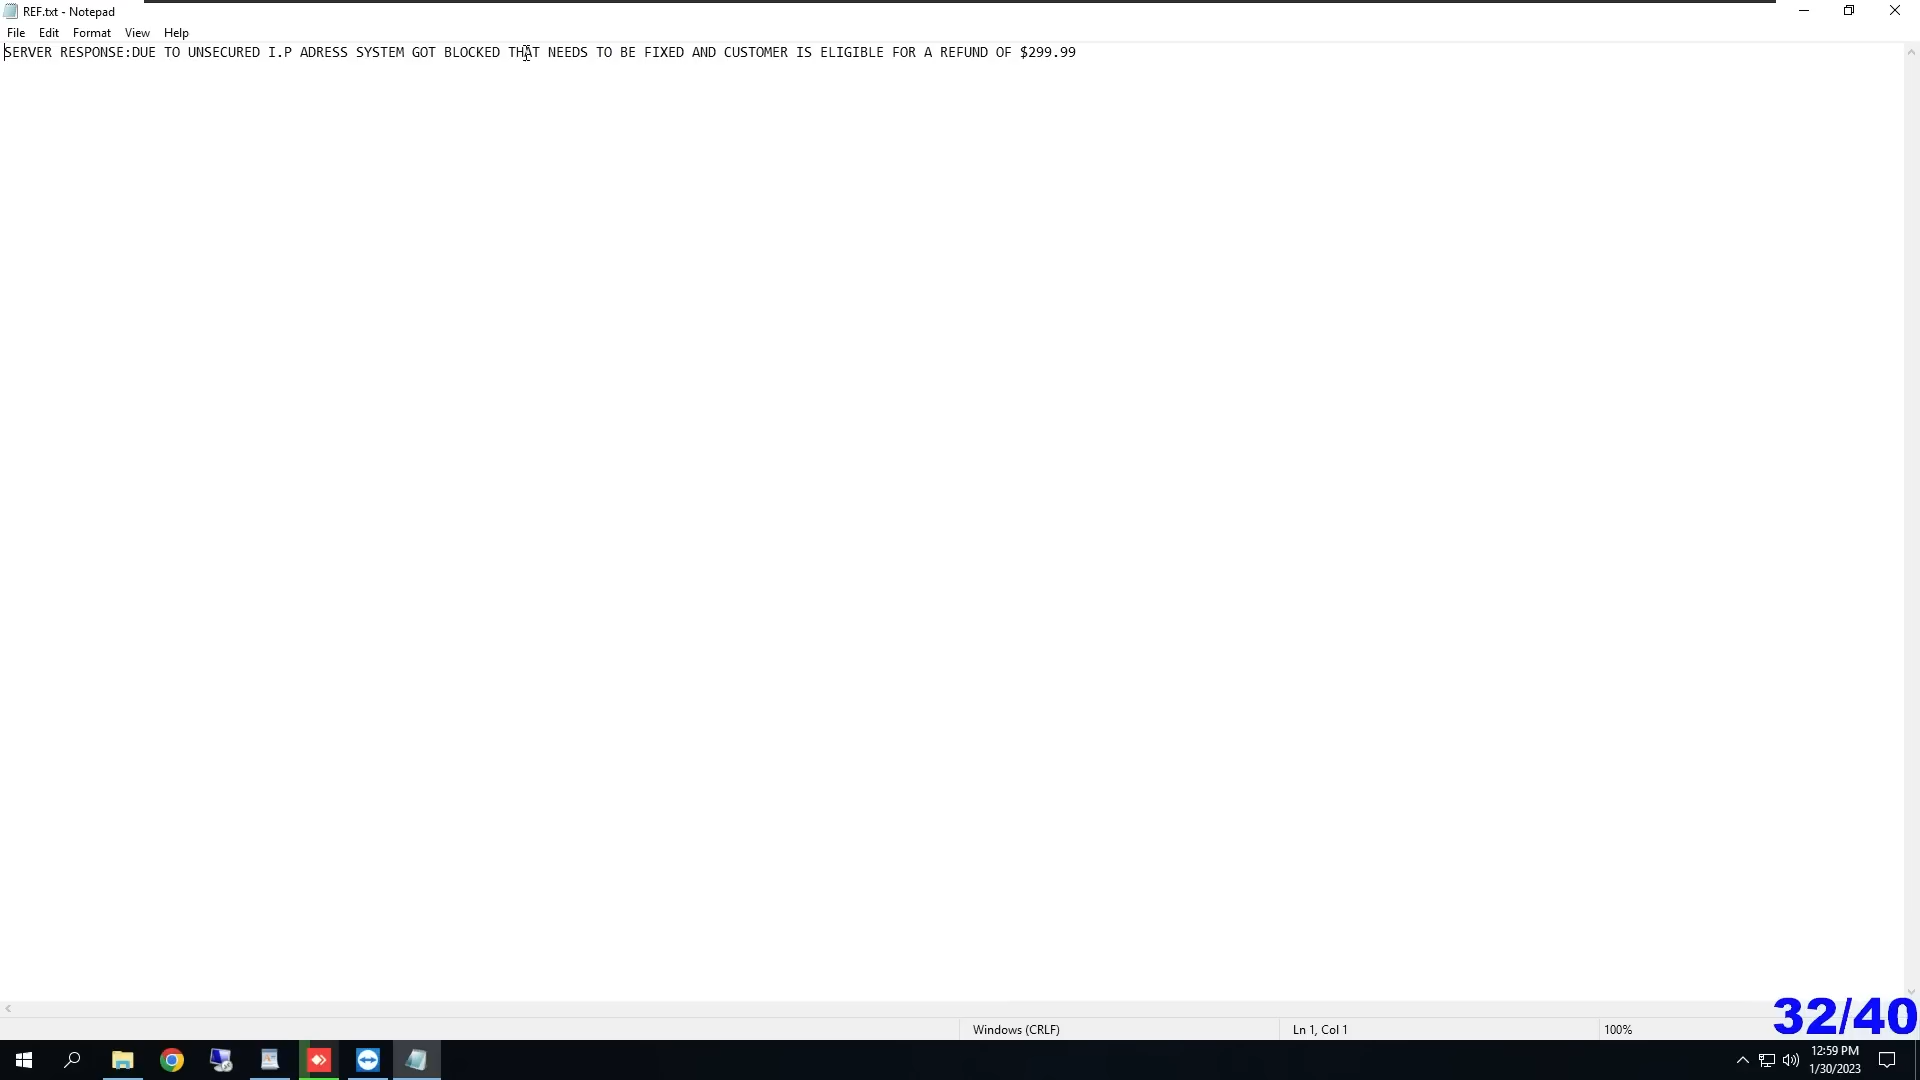 REF.txt - Notepad
File Edit Format View Help
SERVER RESPONSE:DUE TO UNSECURED I.P ADRESS SYSTEM GOT BLOCKED THAT NEEDS TO BE FIXED AND CUSTOMER IS ELIGIBLE FOR A REFUND OF $299.99
32/40
Windows (CRLF) Ln 1, Col 1 100%
12:59 PM
1/30/2023